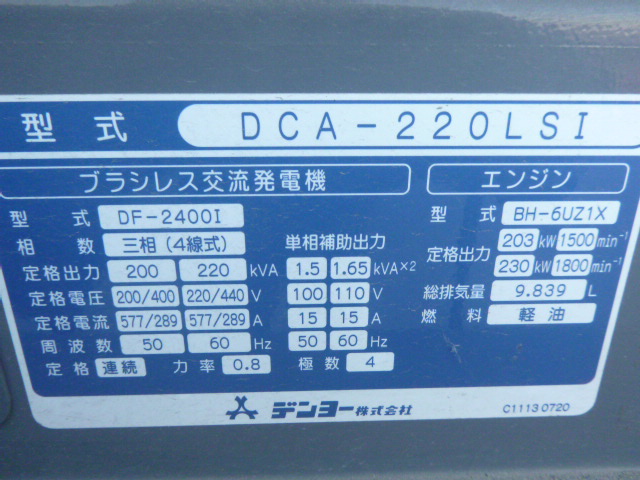 型式 DCA-220LSI
ブラシレス交流発電機 エンジン
型式 DF-2400I 型式 BH-6UZ1X
相数 三相(4線式) 単相補助出力 定格出力 203 kW 1500 min⁻¹
定格出力 200 220 kVA 1.5 1.65 kVA×2 230 kW 1800 min⁻¹
定格電圧 200/400 220/440 V 100 110 V 総排気量 9.839 L
定格電流 577/289 577/289 A 15 15 A 燃料 軽油
周波数 50 60 Hz 50 60 Hz
定格 連続 力率 0.8 極数 4
デンヨー株式会社 C11130720